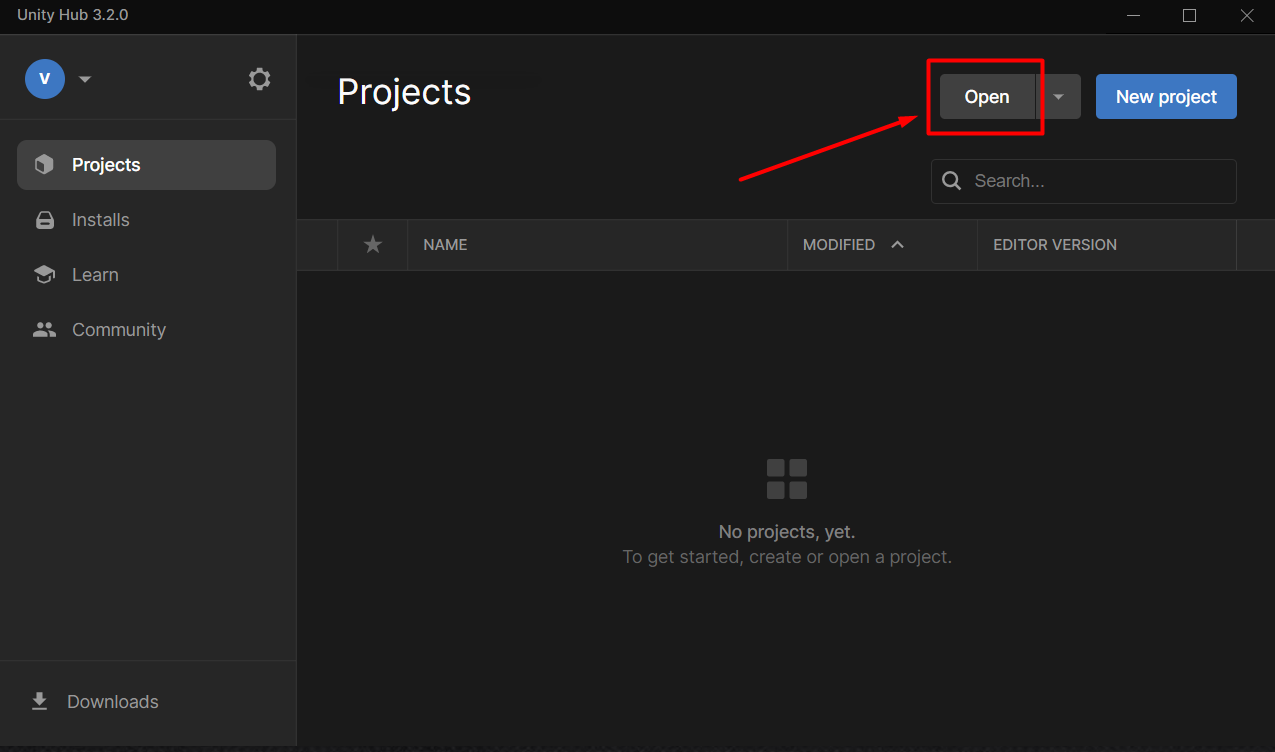 Unity Hub 3.2.0
V
Projects
Installs
Learn
Community
Downloads
Projects
Open
New project
Search...
NAME MODIFIED EDITOR VERSION
No projects, yet.
To get started, create or open a project.